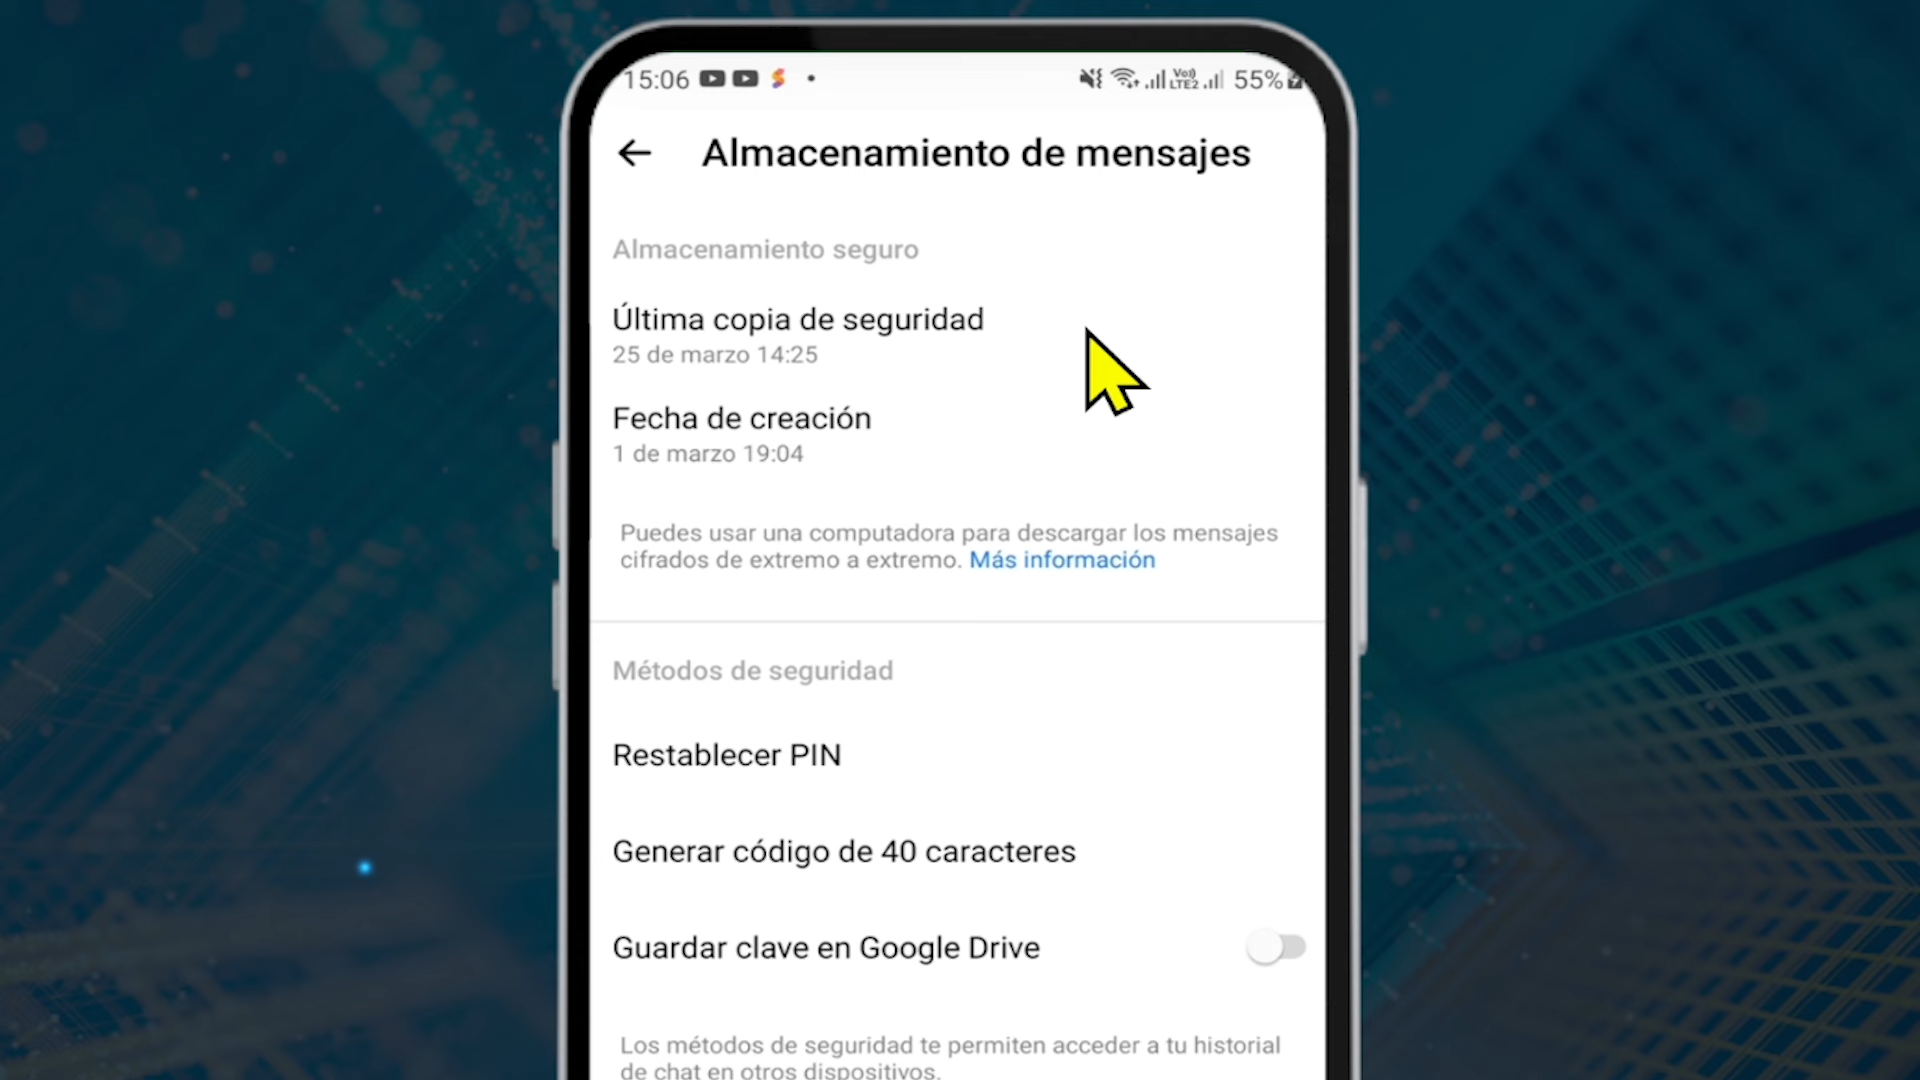 15:06 55%
Almacenamiento de mensajes
Almacenamiento seguro
Última copia de seguridad
25 de marzo 14:25
Fecha de creación
1 de marzo 19:04
Puedes usar una computadora para descargar los mensajes
cifrados de extremo a extremo. Más información
Métodos de seguridad
Restablecer PIN
Generar código de 40 caracteres
Guardar clave en Google Drive
Los métodos de seguridad te permiten acceder a tu historial
de chat en otros dispositivos.